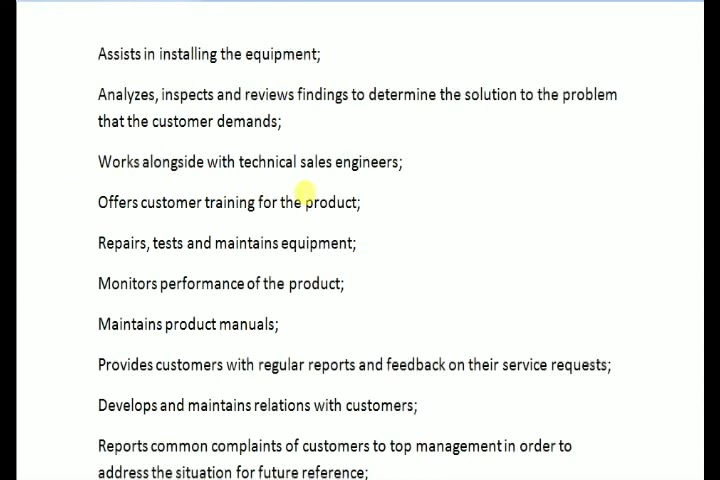 Assists in installing the equipment;
Analyzes, inspects and reviews findings to determine the solution to the problem
that the customer demands;
Works alongside with technical sales engineers;
Offers customer training for the product;
Repairs, tests and maintains equipment;
Monitors performance of the product;
Maintains product manuals;
Provides customers with regular reports and feedback on their service requests;
Develops and maintains relations with customers;
Reports common complaints of customers to top management in order to
address the situation for future reference;